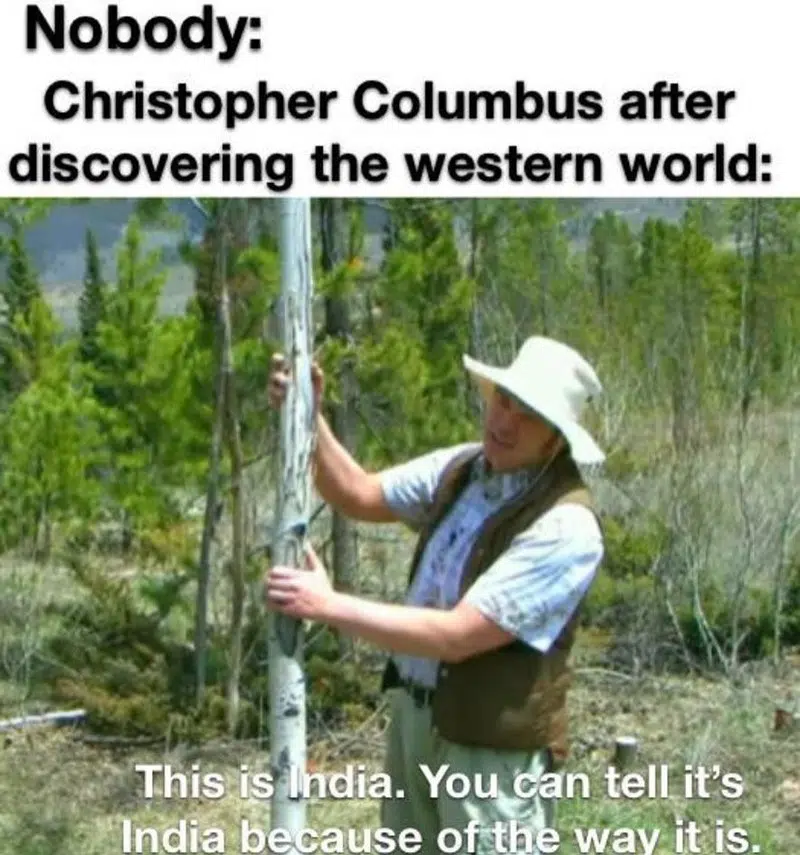 Nobody:
Christopher Columbus after
discovering the western world:
This is India. You can tell it's
India because of the way it is.